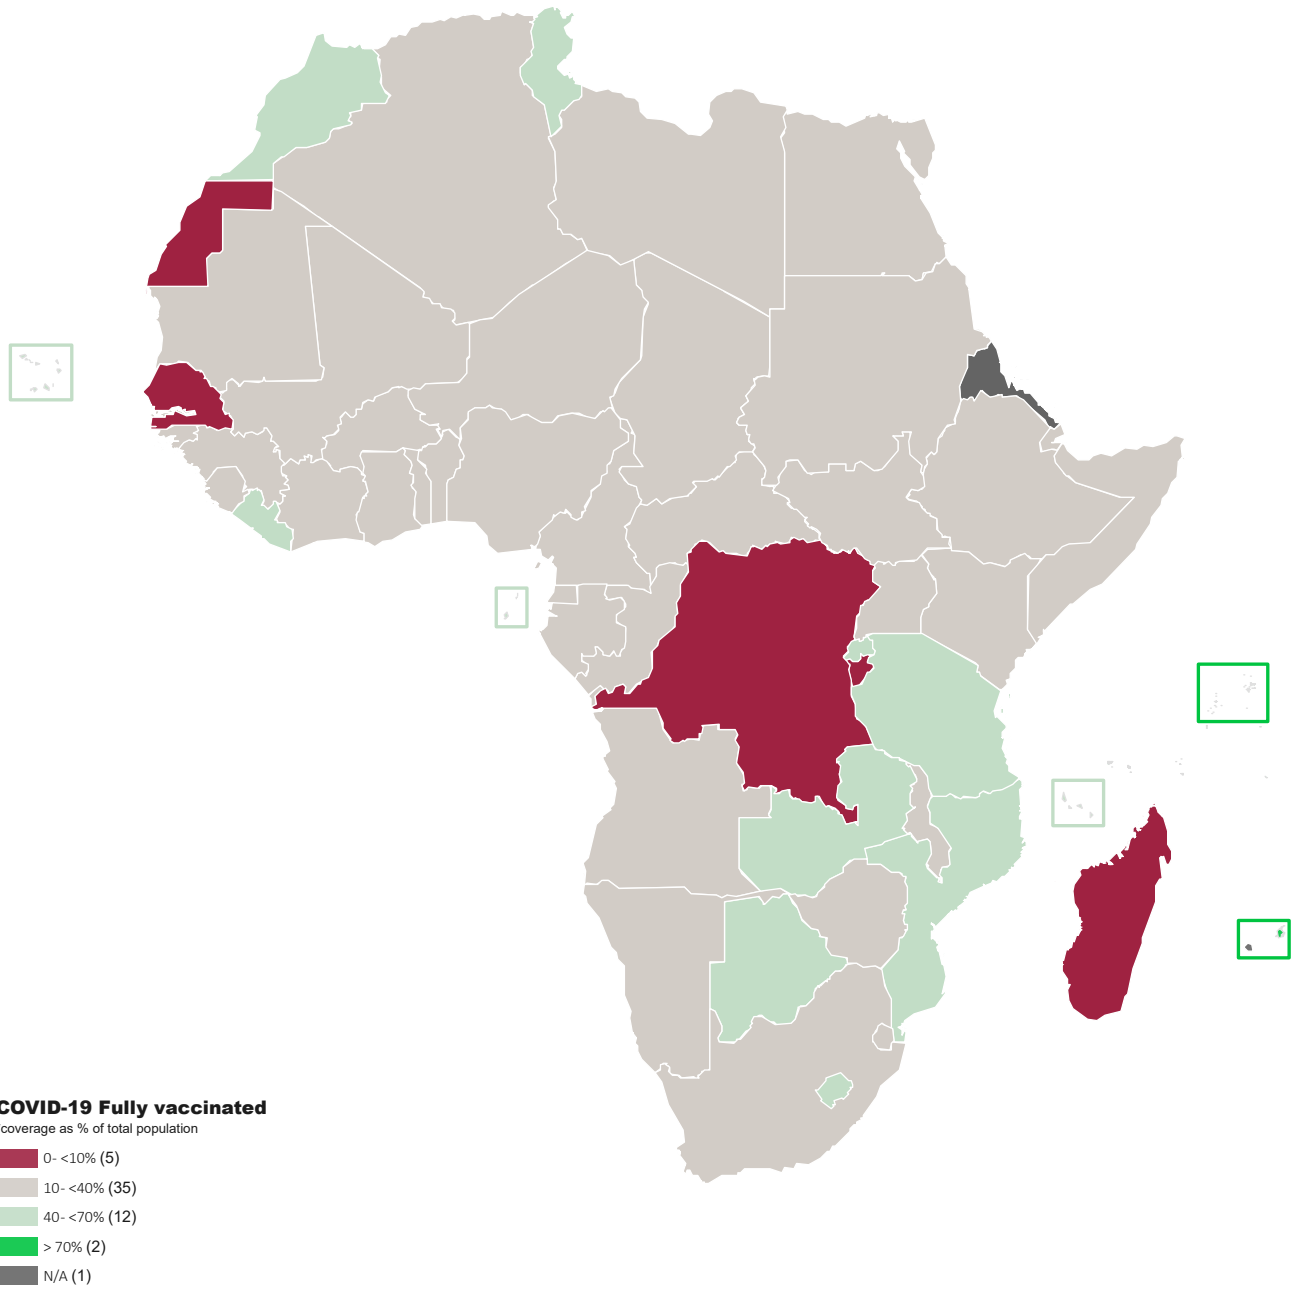 COVID-19 Fully vaccinated
coverage as % of total population
0- <10% (5)
10- <40% (35)
40- <70% (12)
> 70% (2)
N/A (1)